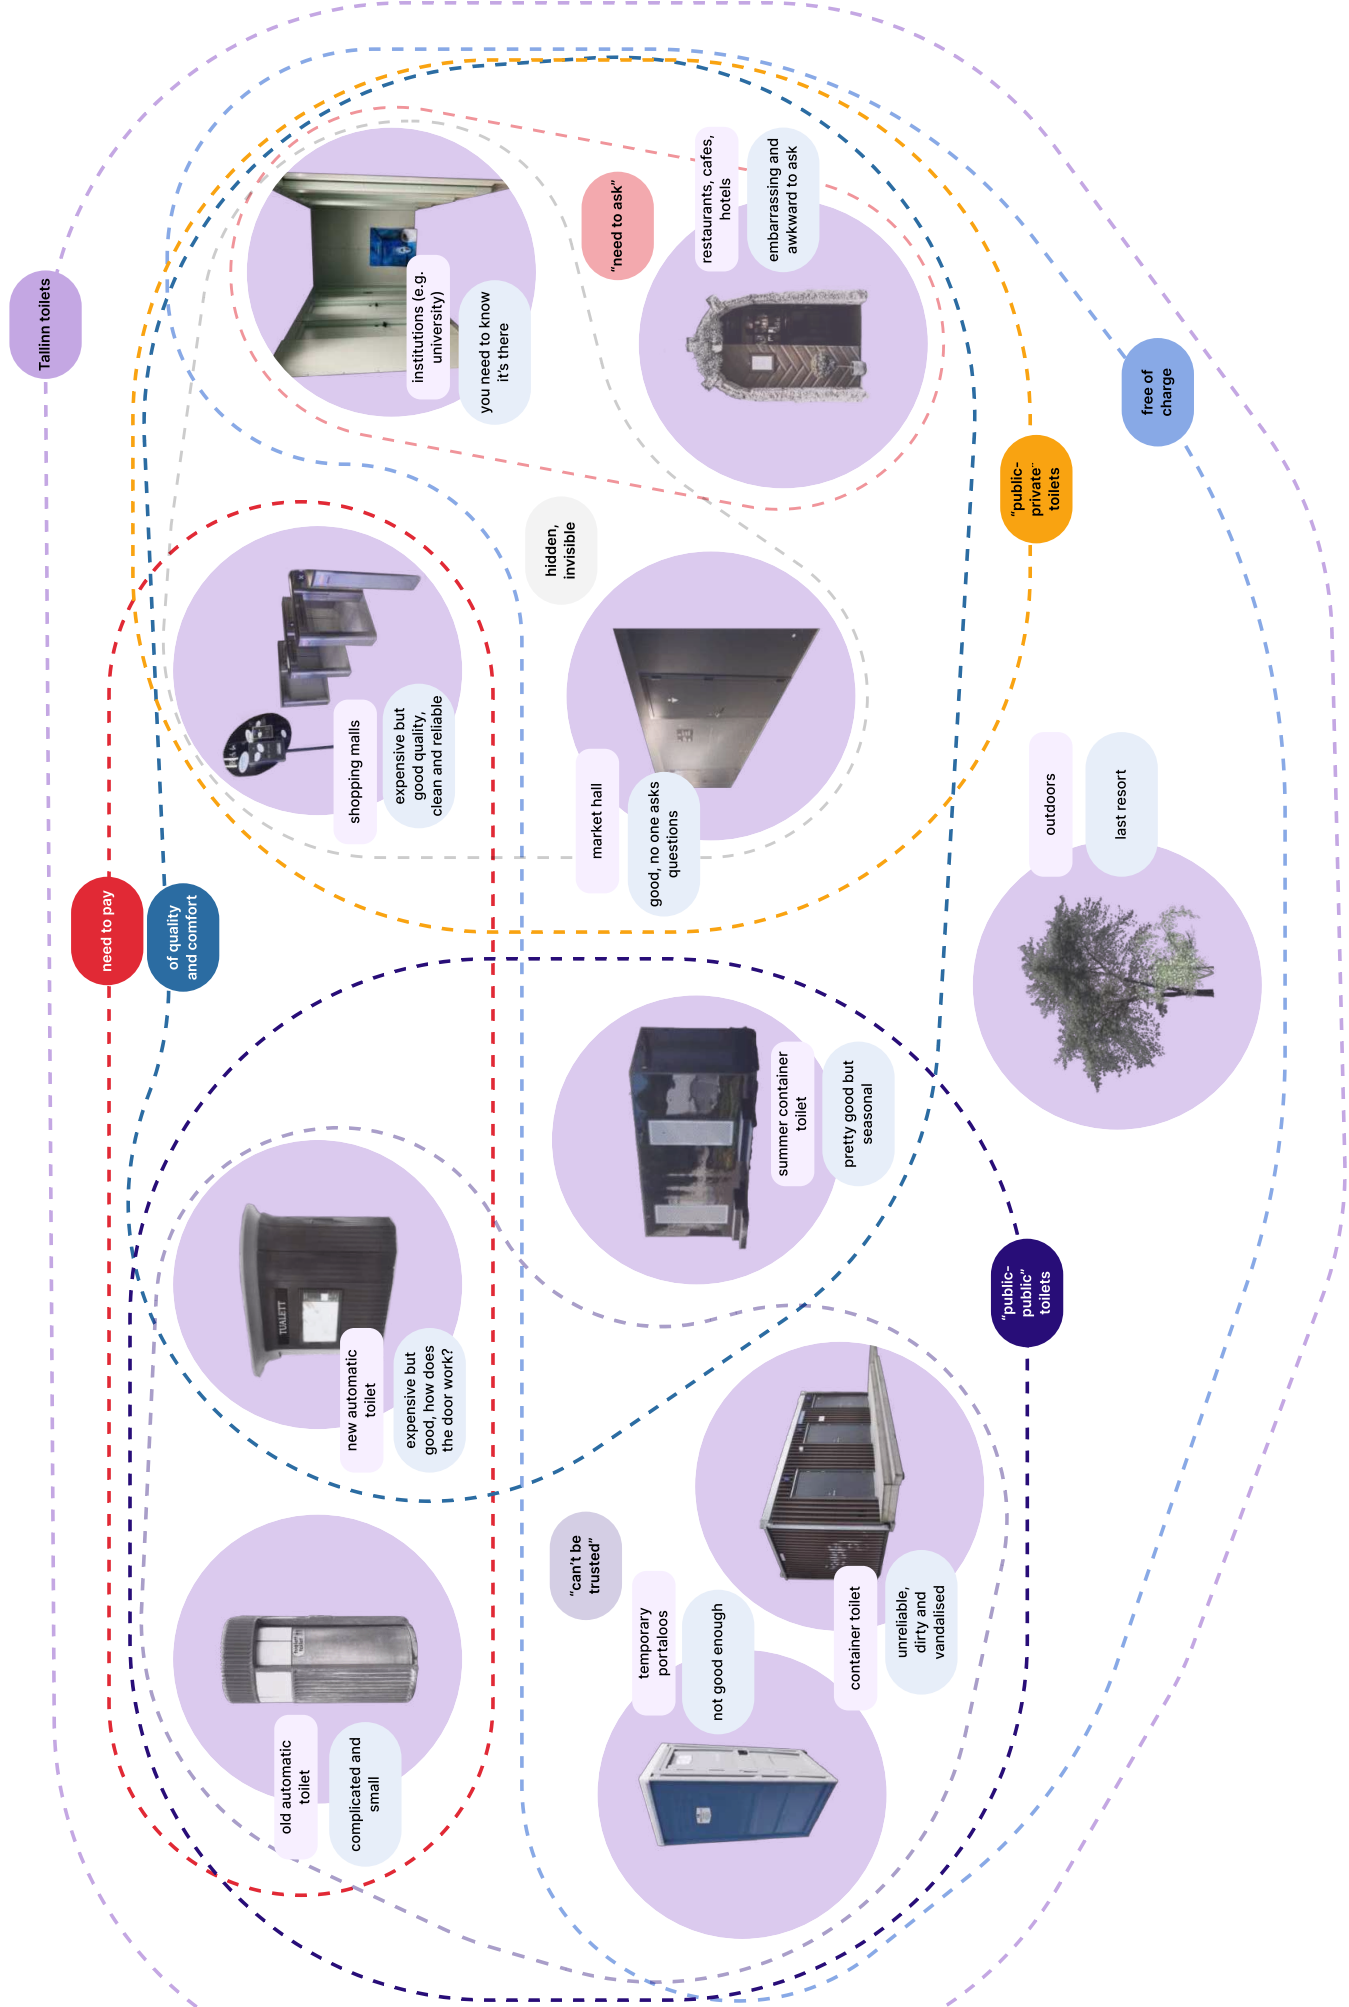 Tallinn toilets
need to pay
of quality
and comfort
old automatic
toilet
complicated and
small
TUALETT
new automatic
toilet
expensive but
good, how does
the door work?
shopping malls
expensive but
good quality,
clean and reliable
institutions (e.g.
university)
you need to know
it's there
“can't be
trusted”
hidden,
invisible
“need to ask”
temporary
portaloos
not good enough
container toilet
unreliable,
dirty and
vandalised
summer container
toilet
pretty good but
seasonal
market hall
good, no one asks
questions
restaurants, cafes,
hotels
embarrassing and
awkward to ask
“public-
public”
toilets
“public-
private¨
toilets
outdoors
last resort
free of
charge